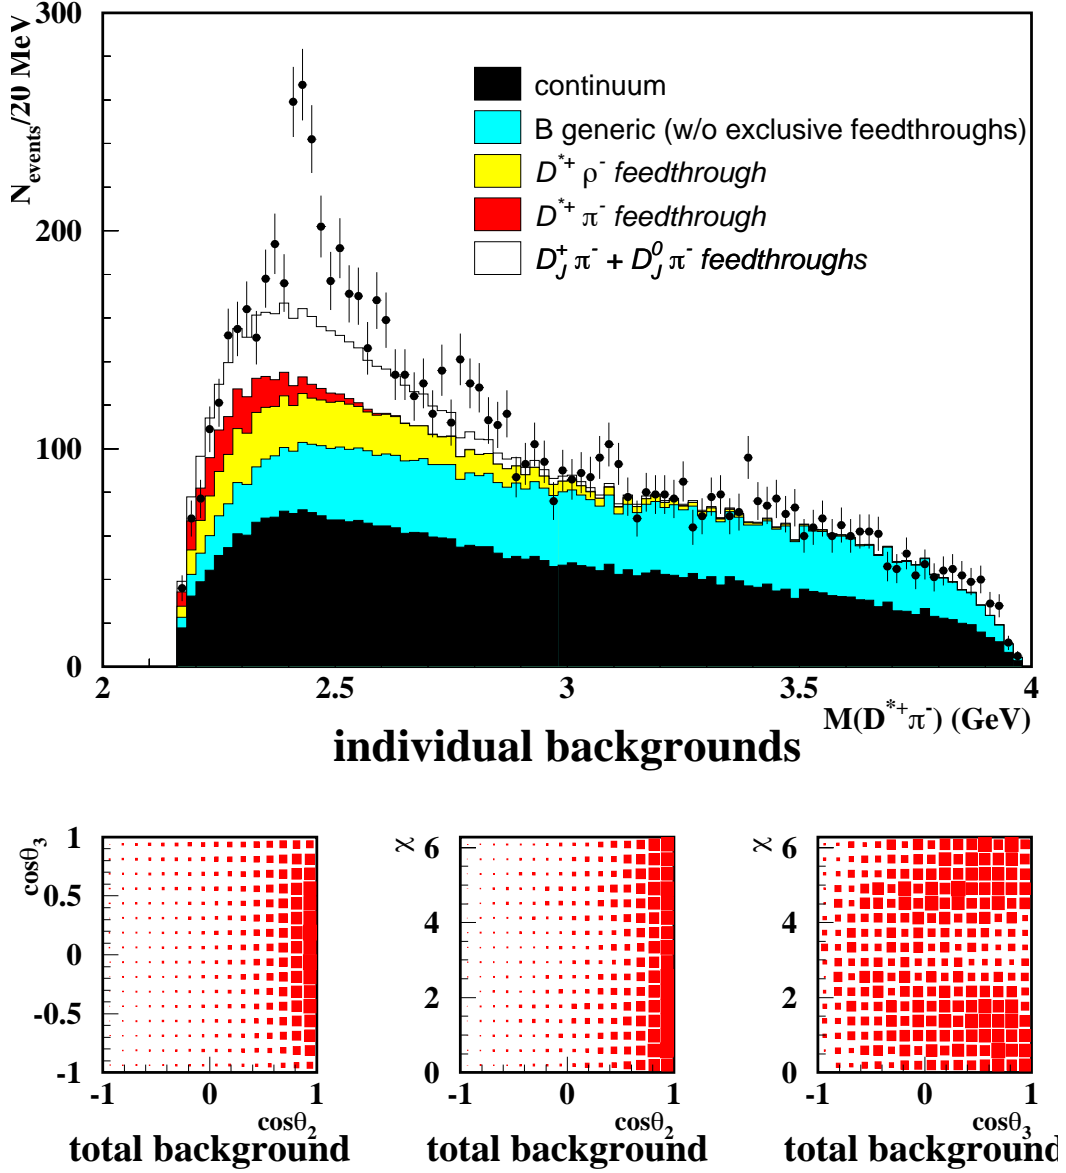 300
200
100
0
N_events/20 MeV
continuum
B generic (w/o exclusive feedthroughs)
D*+ ρ- feedthrough
D*+ π- feedthrough
D_J^+ π- + D_J^0 π- feedthroughs
2 2.5 3 3.5 4
M(D*+π-) (GeV)
individual backgrounds
cosθ3
1
0.5
0
-0.5
-1
-1 0 1
cosθ2
total background
χ
6
4
2
0
-1 0 1
cosθ2
total background
χ
6
4
2
0
-1 0 1
cosθ3
total background